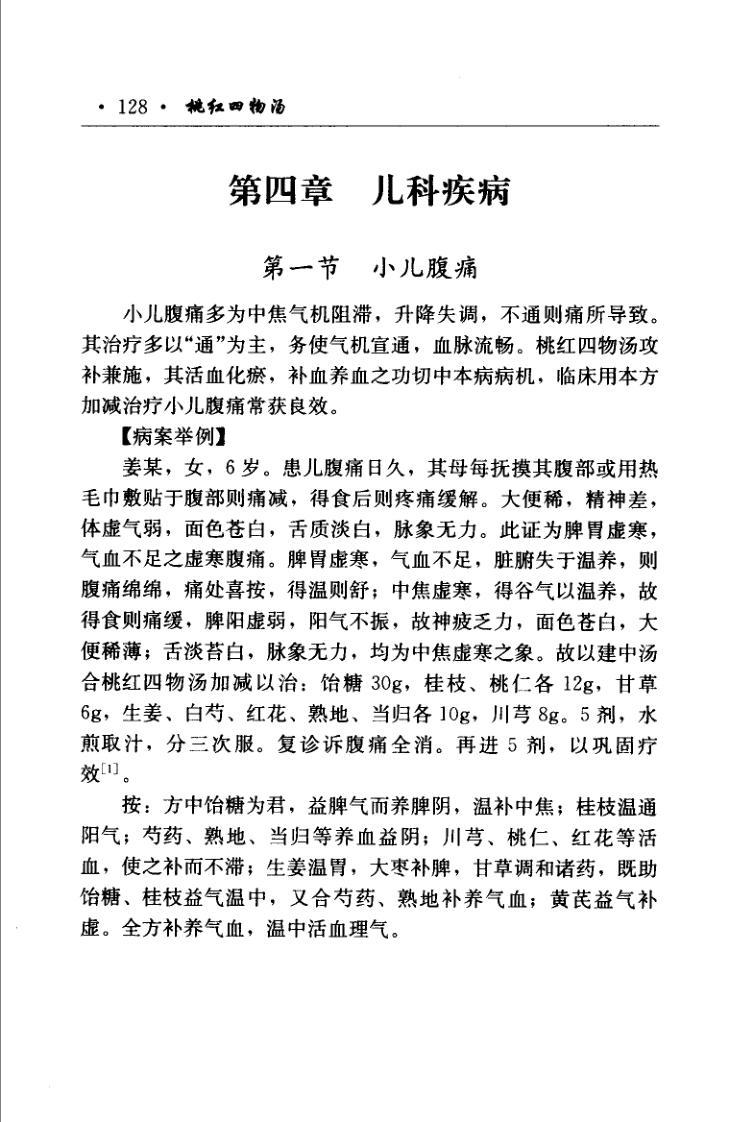 · 128 · 桃红四物汤
第四章 儿科疾病
第一节 小儿腹痛
小儿腹痛多为中焦气机阻滞，升降失调，不通则痛所导致。
其治疗多以“通”为主，务使气机宣通，血脉流畅。桃红四物汤攻
补兼施，其活血化瘀，补血养血之功切中本病病机，临床用本方
加减治疗小儿腹痛常获良效。
【病案举例】
姜某，女，6 岁。患儿腹痛日久，其母每抚摸其腹部或用热
毛巾敷贴于腹部则痛减，得食后则疼痛缓解。大便稀，精神差，
体虚气弱，面色苍白，舌质淡白，脉象无力。此证为脾胃虚寒，
气血不足之虚寒腹痛。脾胃虚寒，气血不足，脏腑失于温养，则
腹痛绵绵，痛处喜按，得温则舒；中焦虚寒，得谷气以温养，故
得食则痛缓，脾阳虚弱，阳气不振，故神疲乏力，面色苍白，大
便稀薄；舌淡苔白，脉象无力，均为中焦虚寒之象。故以建中汤
合桃红四物汤加减以治：饴糖 30g，桂枝、桃仁各 12g，甘草
6g，生姜、白芍、红花、熟地、当归各 10g，川芎 8g。5 剂，水
煎取汁，分三次服。复诊诉腹痛全消。再进 5 剂，以巩固疗
效[1]。
按：方中饴糖为君，益脾气而养脾阴，温补中焦；桂枝温通
阳气；芍药、熟地、当归等养血益阴；川芎、桃仁、红花等活
血，使之补而不滞；生姜温胃，大枣补脾，甘草调和诸药，既助
饴糖、桂枝益气温中，又合芍药、熟地补养气血；黄芪益气补
虚。全方补养气血，温中活血理气。